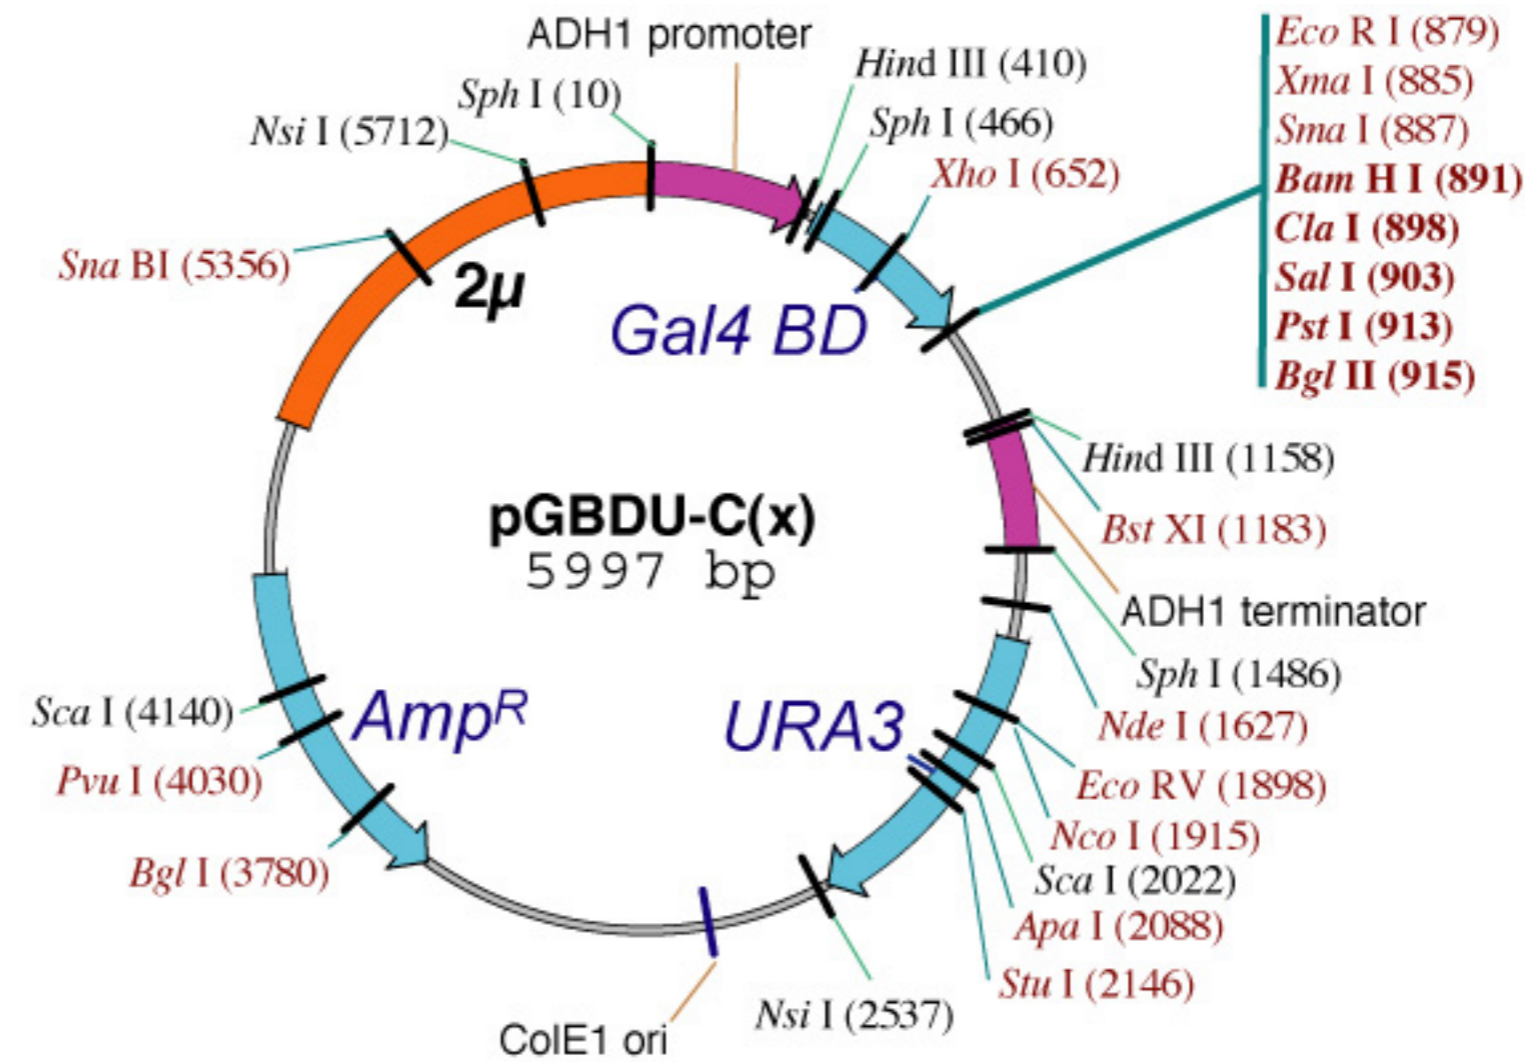 ADH1 promoter
Hind III (410)
Sph I (10)
Sph I (466)
Nsi I (5712)
Xho I (652)
Eco R I (879)
Xma I (885)
Sma I (887)
Bam H I (891)
Cla I (898)
Sal I (903)
Pst I (913)
Bgl II (915)
Sna BI (5356)
2µ
Gal4 BD
Hind III (1158)
Bst XI (1183)
pGBDU-C(x)
5997 bp
ADH1 terminator
Sph I (1486)
Nde I (1627)
Sca I (4140)
AmpR
URA3
Pvu I (4030)
Eco RV (1898)
Nco I (1915)
Bgl I (3780)
Sca I (2022)
Apa I (2088)
Stu I (2146)
Nsi I (2537)
ColE1 ori